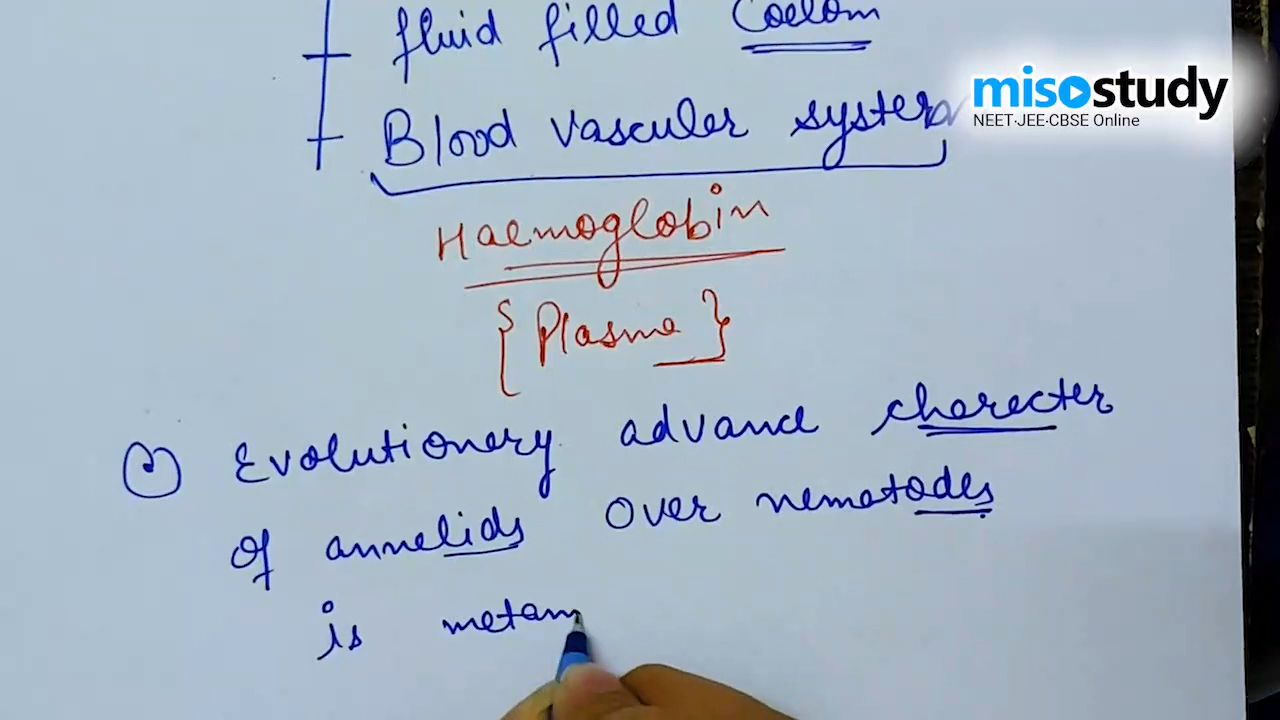 fluid filled Coelom
misostudy
NEET·JEE·CBSE Online
Blood vascular system
Haemoglobin
{Plasma}
Evolutionery advance charecter
of annelids over nematodes
is metam